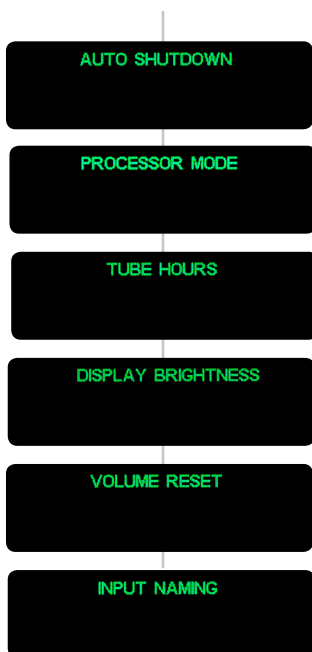 AUTO SHUTDOWN
PROCESSOR MODE
TUBE HOURS
DISPLAY BRIGHTNESS
VOLUME RESET
INPUT NAMING